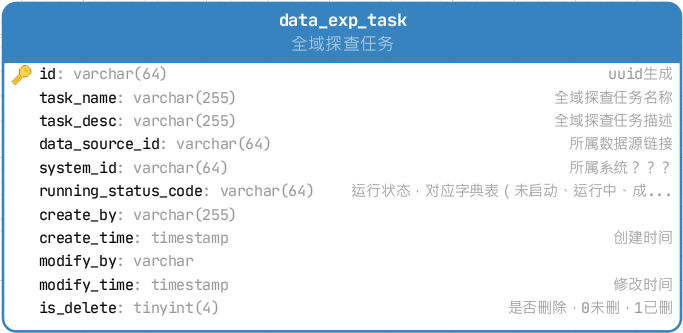 data_exp_task
全域探查任务
id: varchar(64) uuid生成
task_name: varchar(255) 全域探查任务名称
task_desc: varchar(255) 全域探查任务描述
data_source_id: varchar(64) 所属数据源链接
system_id: varchar(64) 所属系统？？？
running_status_code: varchar(64) 运行状态·对应字典表（未启动、运行中、成...
create_by: varchar(255)
create_time: timestamp 创建时间
modify_by: varchar
modify_time: timestamp 修改时间
is_delete: tinyint(4) 是否删除·0未删·1已删